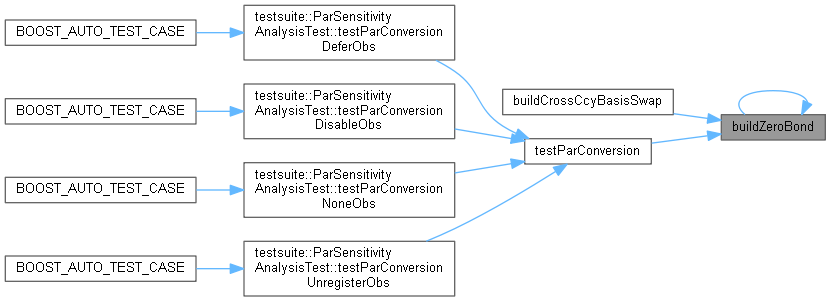 BOOST_AUTO_TEST_CASE
testsuite::ParSensitivity
AnalysisTest::testParConversion
DeferObs
BOOST_AUTO_TEST_CASE
testsuite::ParSensitivity
AnalysisTest::testParConversion
DisableObs
BOOST_AUTO_TEST_CASE
testsuite::ParSensitivity
AnalysisTest::testParConversion
NoneObs
BOOST_AUTO_TEST_CASE
testsuite::ParSensitivity
AnalysisTest::testParConversion
UnregisterObs
buildCrossCcyBasisSwap
testParConversion
buildZeroBond